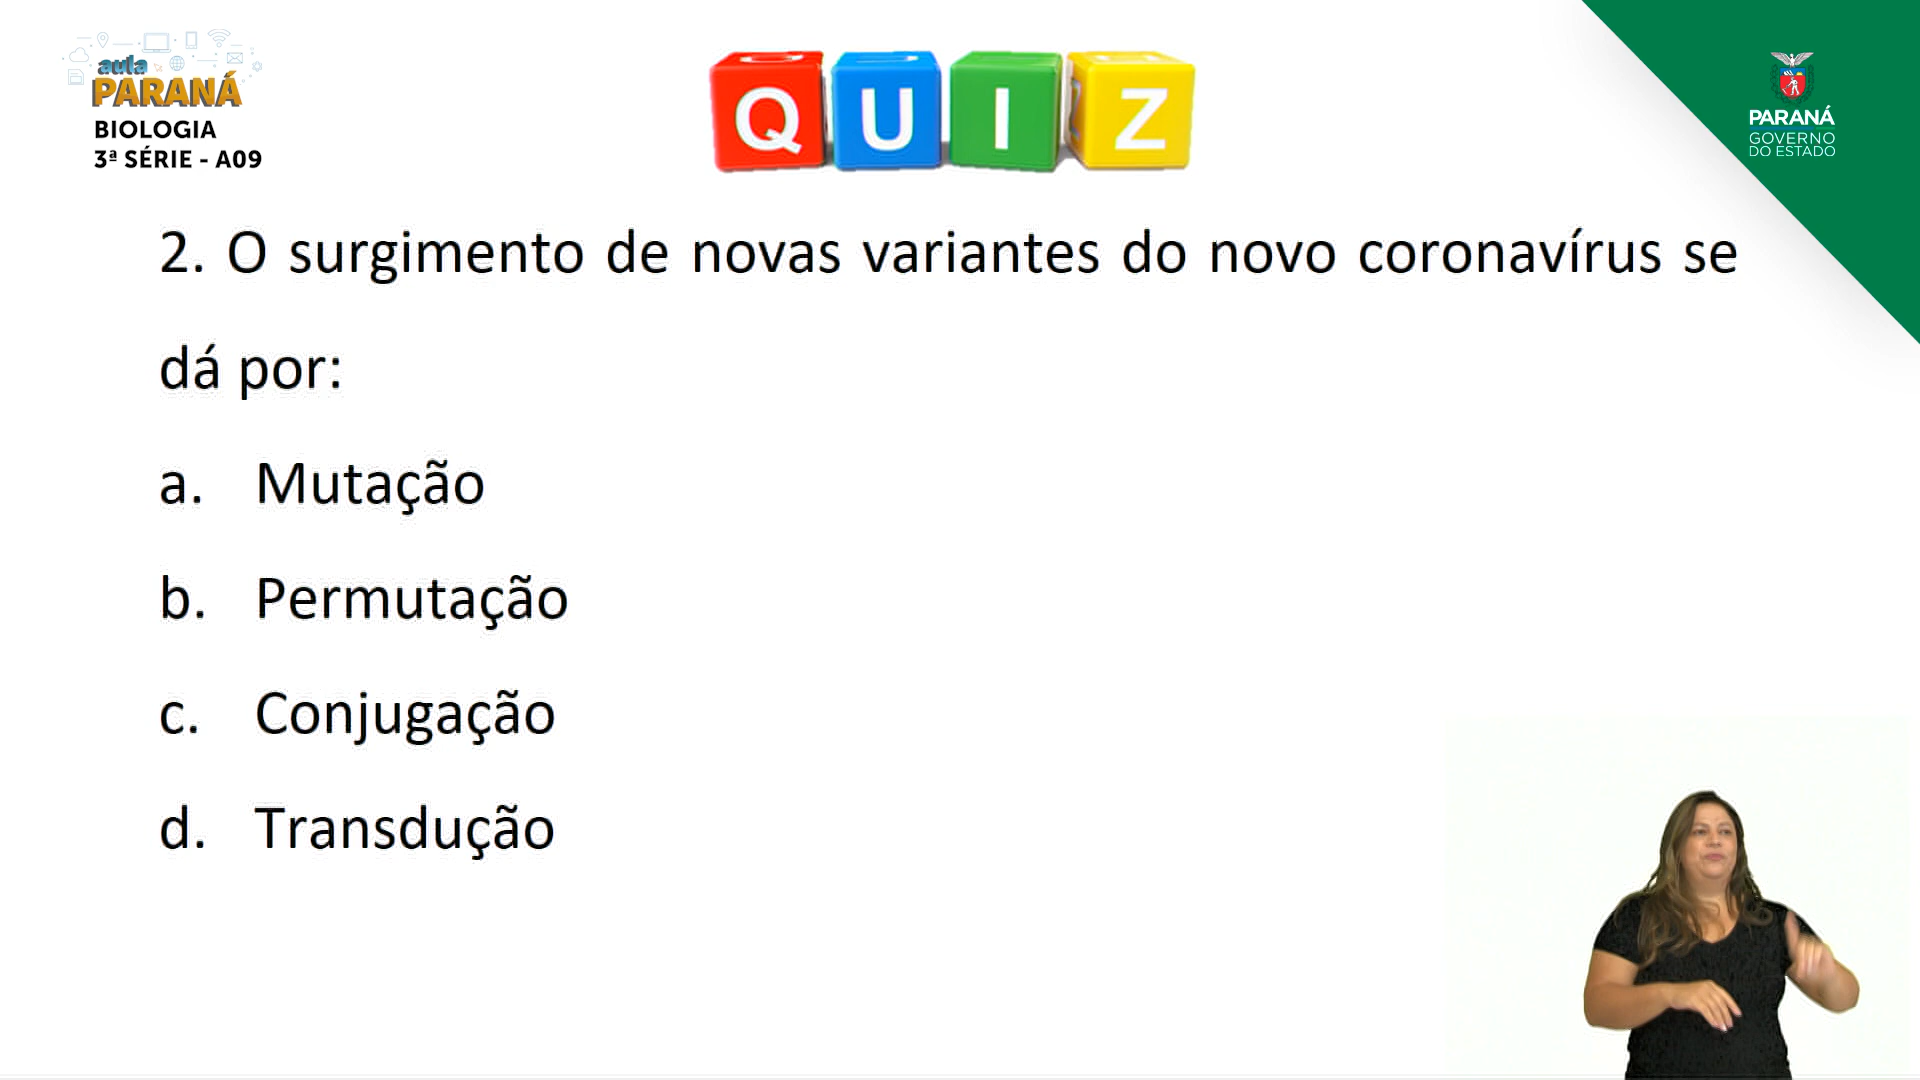 aula
PARANÁ
BIOLOGIA
3ª SÉRIE - A09
QUIZ
PARANÁ
GOVERNO
DO ESTADO
2. O surgimento de novas variantes do novo coronavírus se
dá por:
a. Mutação
b. Permutação
c. Conjugação
d. Transdução